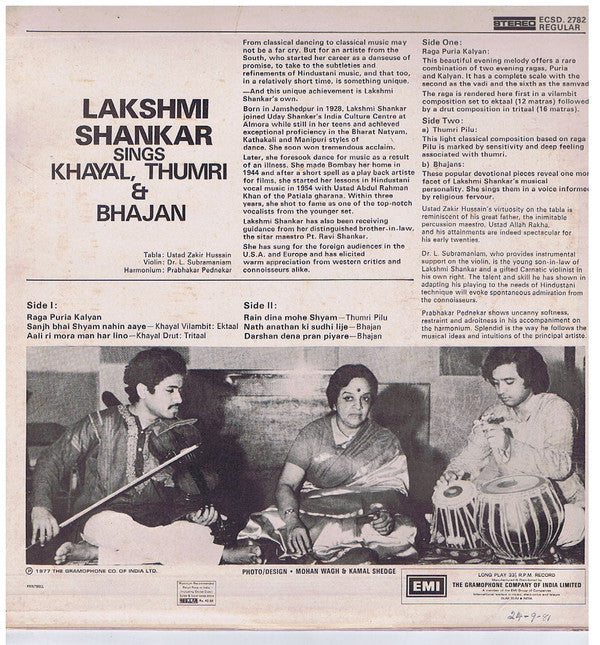 STEREO ECSD. 2782
REGULAR
LAKSHMI
SHANKAR
SINGS
KHAYAL, THUMRI
&
BHAJAN
Tabla: Ustad Zakir Hussain
Violin: Dr. L. Subramaniam
Harmonium: Prabhakar Pednekar
From classical dancing to classical music may
not be a far cry. But for an artiste from the
South, who started her career as a danseuse of
promise, to take to the subtleties and
refinements of Hindustani music, and that too,
in a relatively short time, is something unique.
—And this unique achievement is Lakshmi
Shankar's own.
Born in Jamshedpur in 1928, Lakshmi Shankar
joined Uday Shankar's India Culture Centre at
Almora while still in her teens and achieved
exceptional proficiency in the Bharat Natyam,
Kathakali and Manipuri styles of
dance. She soon won tremendous acclaim.
Later, she foresook dance for music as a result
of an illness. She made Bombay her home in
1944 and after a short spell as a play back artiste
for films, she started her lessons in Hindustani
vocal music in 1954 with Ustad Abdul Rahman
Khan of the Patiala gharana. Within three
years, she shot to fame as one of the top-notch
vocalists from the younger set.
Lakshmi Shankar has also been receiving
guidance from her distinguished brother-in-law,
the sitar maestro Pt. Ravi Shankar.
She has sung for the foreign audiences in the
U.S.A. and Europe and has elicited
warm appreciation from western critics and
connoisseurs alike.
Side One:
Raga Puria Kalyan:
This beautiful evening melody offers a rare
combination of two evening ragas, Puria
and Kalyan. It has a complete scale with the
second as the vadi and the sixth as the samvad
The raga is rendered here first in a vilambit
composition set to ektaal (12 matras) followed
by a drut composition in tritaal (16 matras).
Side Two:
a) Thumri Pilu:
This light classical composition based on raga
Pilu is marked by sensitivity and deep feeling
associated with thumri.
b) Bhajans:
These popular devotional pieces reveal one more
facet of Lakshmi Shankar's musical
personality. She sings them in a voice informed
by religious fervour.
Ustad Zakir Hussain's virtuosity on the tabla is
reminiscent of his great father, the inimitable
percussion maestro, Ustad Allah Rakha,
and his attainments are indeed spectacular for
his early twenties.
Dr. L. Subramaniam, who provides instrumental
support on the violin, is the young son-in-law of
Lakshmi Shankar and a gifted Carnatic violinist in
his own right. The talent and skill he has shown in
adapting his playing to the needs of Hindustani
technique will evoke spontaneous admiration from
the connoisseurs.
Prabhakar Pednekar shows uncanny softness,
restraint and adroitness in his accompaniment on
the harmonium. Splendid is the way he follows the
musical ideas and intuitions of the principal artiste.
Side I:
Raga Puria Kalyan
Sanjh bhai Shyam nahin aaye—Khayal Vilambit: Ektaal
Aali ri mora man har lino—Khayal Drut: Tritaal
Side II:
Rain dina mohe Shyam—Thumri Pilu
Nath anathan ki sudhi lije—Bhajan
Darshan dena pran piyare—Bhajan
Ⓟ 1977 THE GRAMOPHONE CO. OF INDIA LTD.
PHOTO/DESIGN • MOHAN WAGH & KAMAL SHEDGE
EMI
LONG PLAY 33⅓ R.P.M. RECORD
THE GRAMOPHONE COMPANY OF INDIA LIMITED